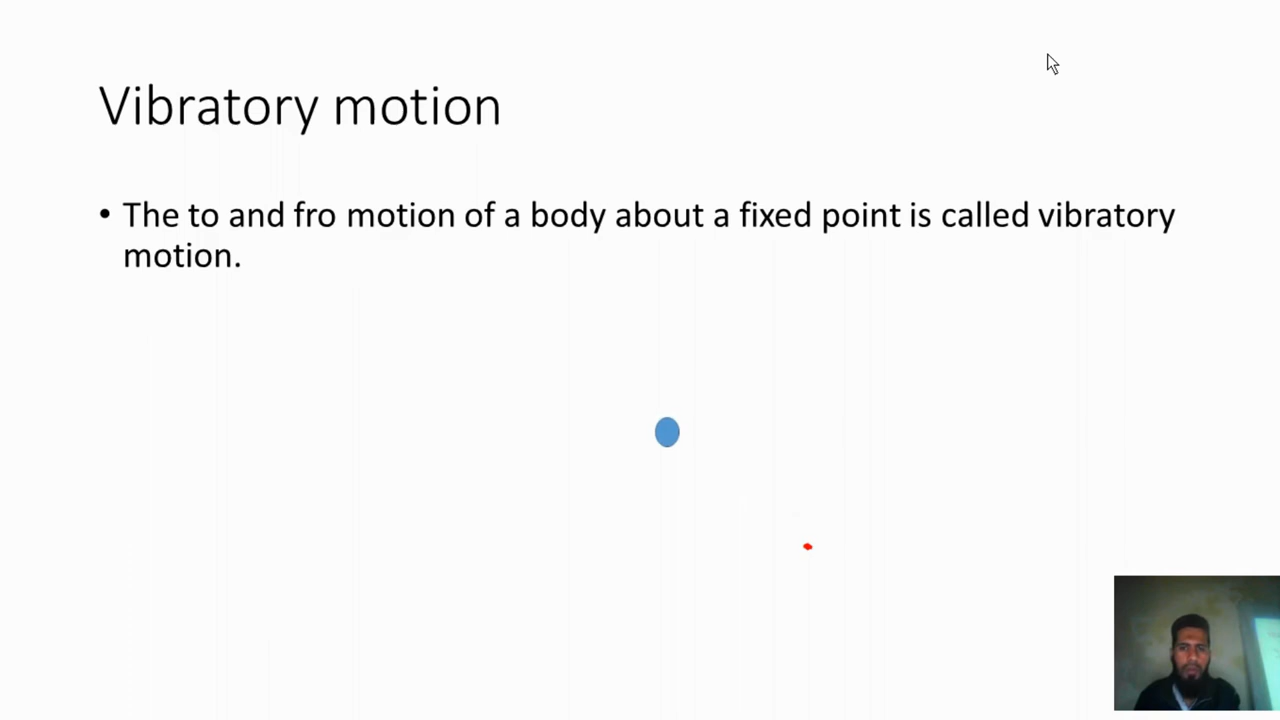 Vibratory motion
• The to and fro motion of a body about a fixed point is called vibratory
motion.